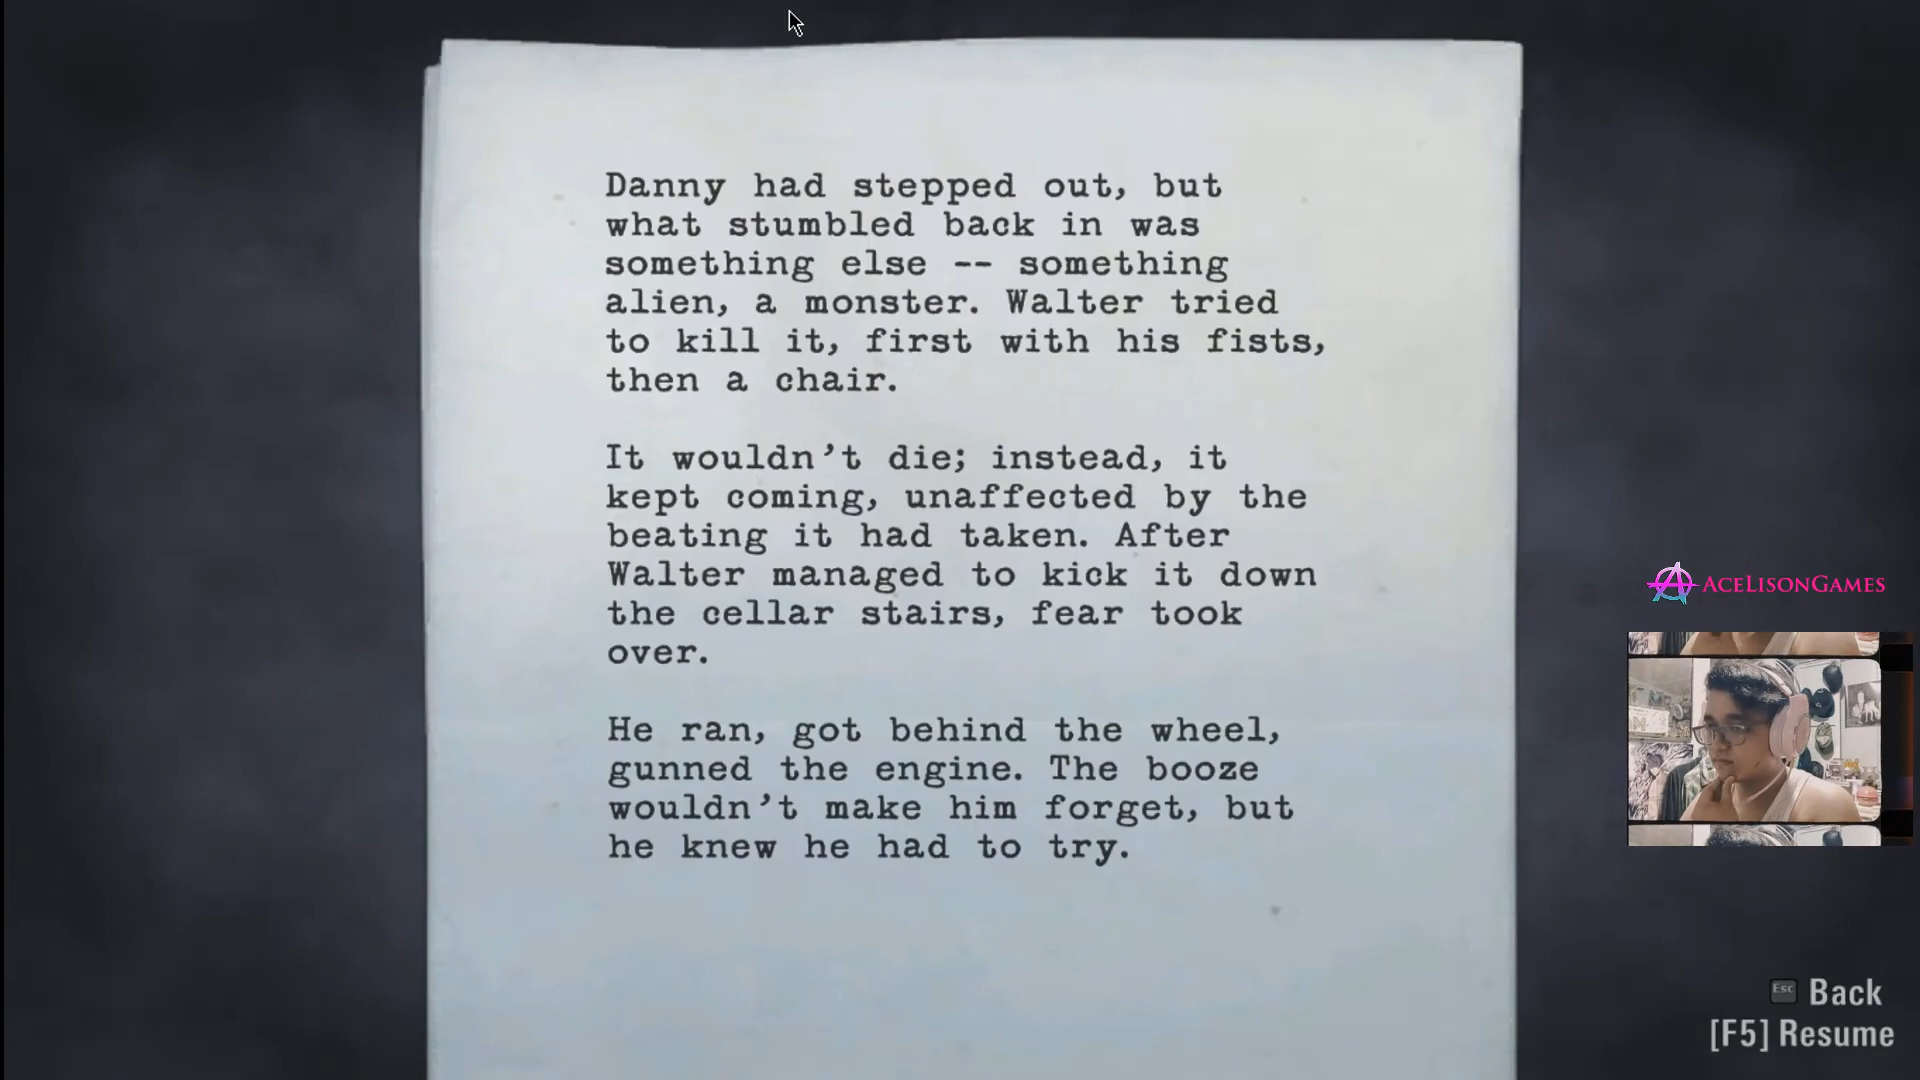 Danny had stepped out, but
what stumbled back in was
something else -- something
alien, a monster. Walter tried
to kill it, first with his fists,
then a chair.
It wouldn't die; instead, it
kept coming, unaffected by the
beating it had taken. After
Walter managed to kick it down
the cellar stairs, fear took
over.
He ran, got behind the wheel,
gunned the engine. The booze
wouldn't make him forget, but
he knew he had to try.
AceLisonGames
Esc Back
[F5] Resume